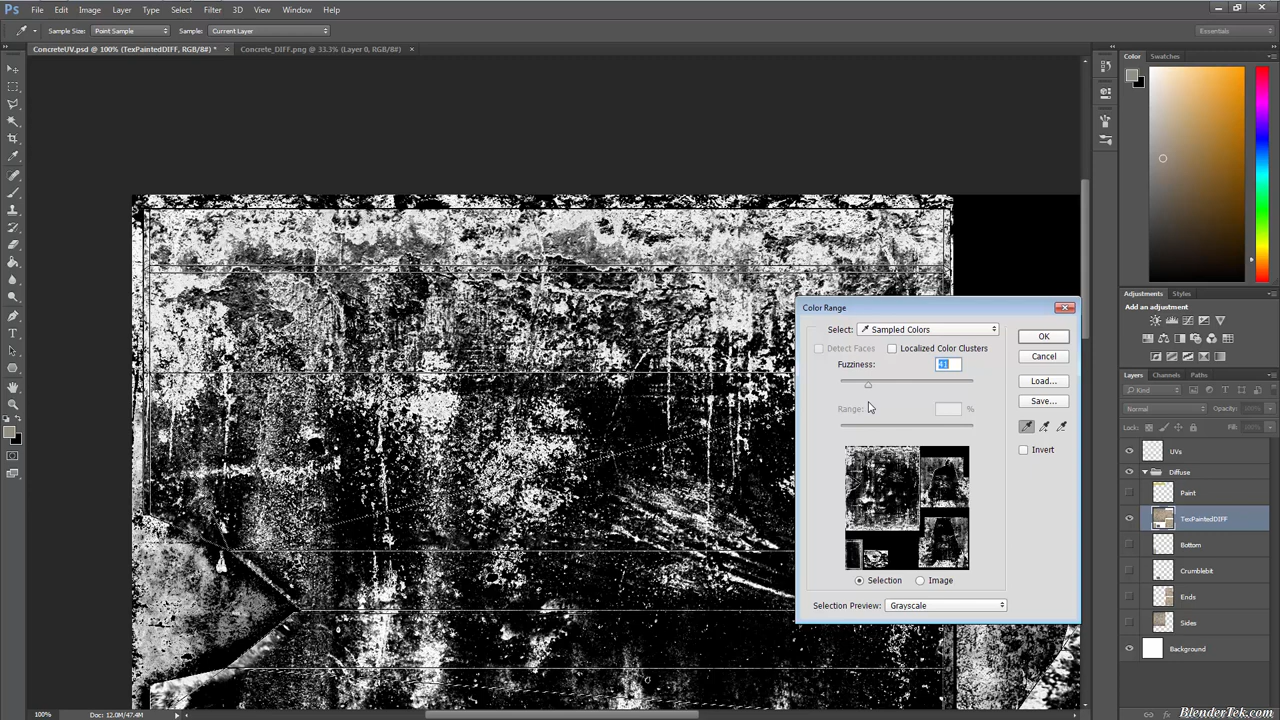 Ps File Edit Image Layer Type Select Filter 3D View Window Help
Sample Size: Point Sample Sample: Current Layer Essentials
ConcreteUV.psd @ 100% (TexPaintedDIFF, RGB/8#) * × Concrete_DIFF.png @ 33.3% (Layer 0, RGB/8#) ×
Color Swatches
Adjustments Styles
Add an adjustment
Color Range
Select: Sampled Colors
Detect Faces Localized Color Clusters
Fuzziness: 41
Range: %
OK
Cancel
Load...
Save...
Invert
Selection Image
Selection Preview: Grayscale
Layers Channels Paths
Kind
Normal Opacity:
Lock: Fill:
UVs
Diffuse
Paint
TexPaintedDIFF
Bottom
Crumblebit
Ends
Sides
Background
fx
100% Doc: 12.0M/47.4M
BlenderTek.com